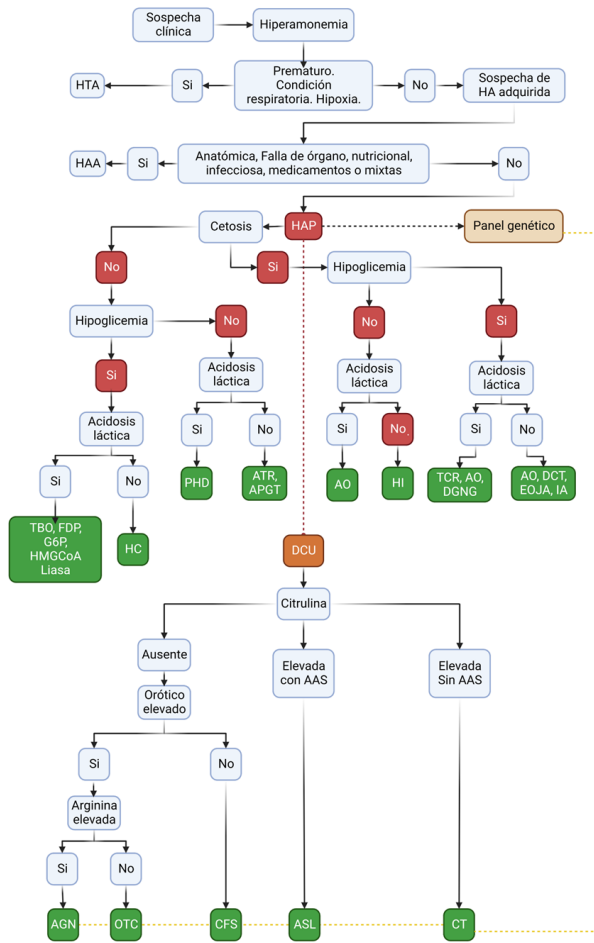 Sospecha
clínica
Hiperamonemia
HTA
Si
Prematuro.
Condición
respiratoria. Hipoxia.
No
Sospecha de
HA adquirida
HAA
Si
Anatómica, Falla de órgano, nutricional,
infecciosa, medicamentos o mixtas
No
Cetosis
HAP
Panel genético
No
Si
Hipoglicemia
Hipoglicemia
No
No
Si
Si
Acidosis
láctica
Acidosis
láctica
Acidosis
láctica
Acidosis
láctica
Si
No
Si
No.
Si
No
Si
No
PHD
ATR,
APGT
AO
HI
TCR, AO,
DGNG
AO, DCT,
EOJA, IA
TBO, FDP,
G6P,
HMGCoA
Liasa
HC
DCU
Citrulina
Ausente
Elevada
con AAS
Elevada
Sin AAS
Orótico
elevado
Si
No
Arginina
elevada
Si
No
AGN
OTC
CFS
ASL
CT